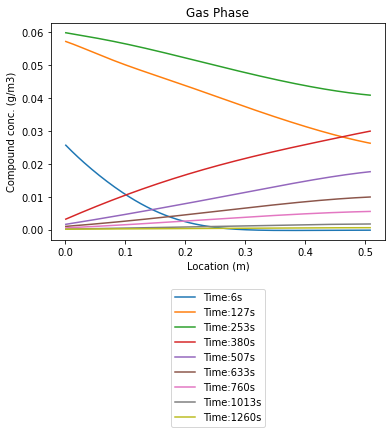 Gas Phase
Compound conc. (g/m3)
0.06
0.05
0.04
0.03
0.02
0.01
0.00
0.0 0.1 0.2 0.3 0.4 0.5
Location (m)
Time:6s
Time:127s
Time:253s
Time:380s
Time:507s
Time:633s
Time:760s
Time:1013s
Time:1260s